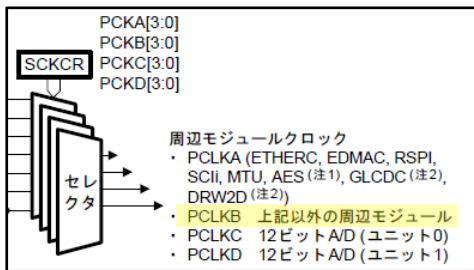 PCKA[3:0]
PCKB[3:0]
SCKCR
PCKC[3:0]
PCKD[3:0]
セレ
クタ
周辺モジュールクロック
・ PCLKA (ETHERC, EDMAC, RSPI,
SCIi, MTU, AES (注1), GLCDC (注2),
DRW2D (注2))
・ PCLKB 上記以外の周辺モジュール
・ PCLKC 12ビットA/D (ユニット0)
・ PCLKD 12ビットA/D (ユニット1)